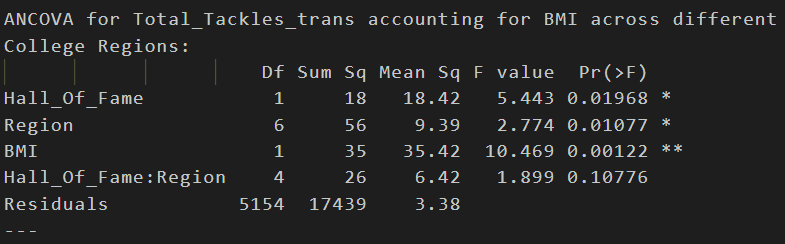 ANCOVA for Total_Tackles_trans accounting for BMI across different
College Regions:
Df Sum Sq Mean Sq F value Pr(>F)
Hall_Of_Fame 1 18 18.42 5.443 0.01968 *
Region 6 56 9.39 2.774 0.01077 *
BMI 1 35 35.42 10.469 0.00122 **
Hall_Of_Fame:Region 4 26 6.42 1.899 0.10776
Residuals 5154 17439 3.38
---